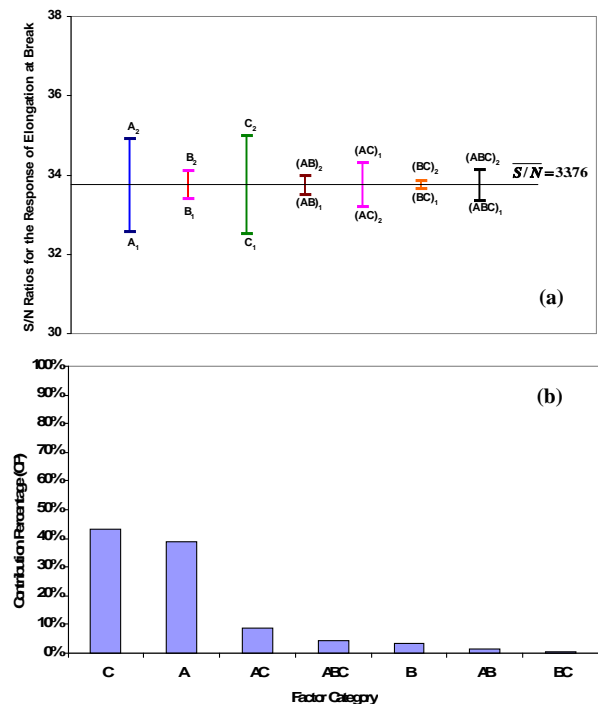 S/N Ratios for the Response of Elongation at Break
38
36
34
32
30
A2
A1
B2
B1
C2
C1
(AB)2
(AB)1
(AC)1
(AC)2
(BC)2
(BC)1
(ABC)2
(ABC)1
S/N=33.76
(a)
Contribution Percentage (CP)
100%
90%
80%
70%
60%
50%
40%
30%
20%
10%
0%
(b)
C A AC ABC B AB BC
Factor Category